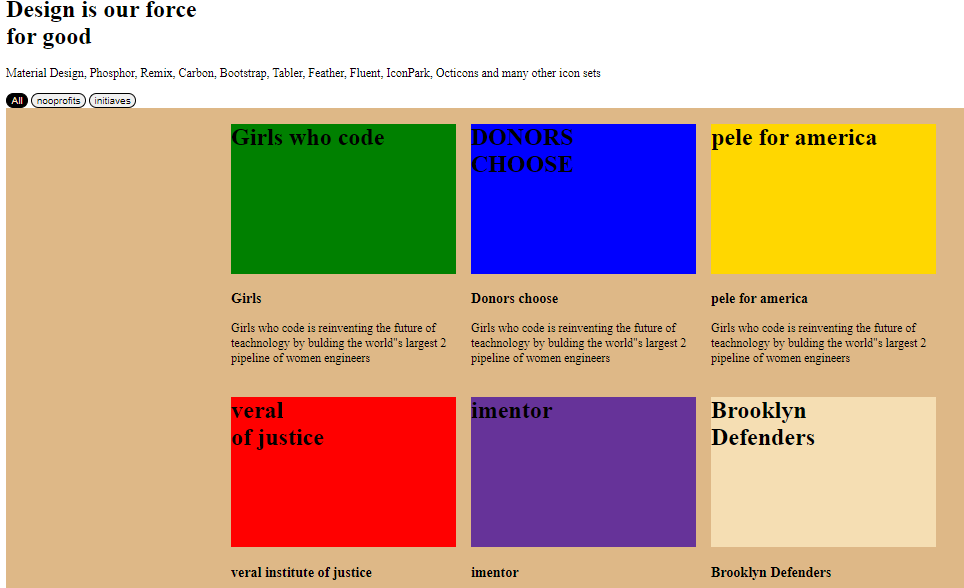 Design is our force
for good
Material Design, Phosphor, Remix, Carbon, Bootstrap, Tabler, Feather, Fluent, IconPark, Octicons and many other icon sets
All nooprofits initiaves
Girls who code
DONORS
CHOOSE
pele for america
Girls
Donors choose
pele for america
Girls who code is reinventing the future of
teachnology by bulding the world"s largest 2
pipeline of women engineers
Girls who code is reinventing the future of
teachnology by bulding the world"s largest 2
pipeline of women engineers
Girls who code is reinventing the future of
teachnology by bulding the world"s largest 2
pipeline of women engineers
veral
of justice
imentor
Brooklyn
Defenders
veral institute of justice
imentor
Brooklyn Defenders